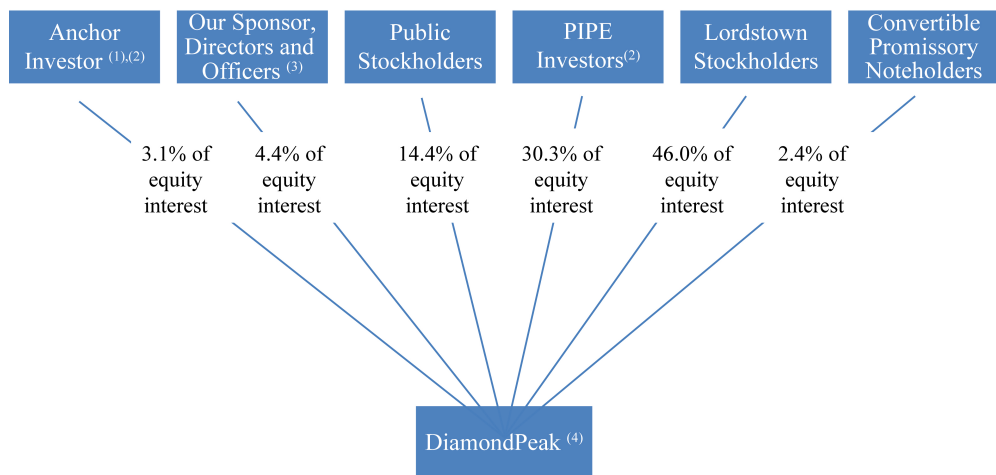 Anchor
Investor (1),(2)
Our Sponsor,
Directors and
Officers (3)
Public
Stockholders
PIPE
Investors(2)
Lordstown
Stockholders
Convertible
Promissory
Noteholders
3.1% of
equity
interest
4.4% of
equity
interest
14.4% of
equity
interest
30.3% of
equity
interest
46.0% of
equity
interest
2.4% of
equity
interest
DiamondPeak (4)